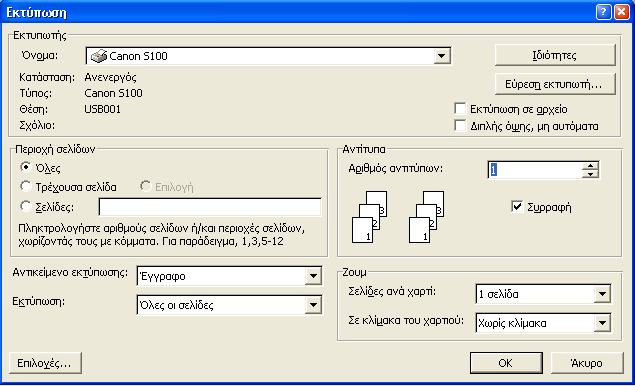 Εκτύπωση
Εκτυπωτής
Όνομα: Canon S100
Ιδιότητες
Κατάσταση: Ανενεργός
Τύπος: Canon S100
Εύρεση εκτυπωτή...
Θέση: USB001
Εκτύπωση σε αρχείο
Σχόλιο:
Διπλής όψης, μη αυτόματα
Περιοχή σελίδων
Όλες
Τρέχουσα σελίδα Επιλογή
Σελίδες:
Πληκτρολογήστε αριθμούς σελίδων ή/και περιοχές σελίδων,
χωρίζοντάς τους με κόμματα. Για παράδειγμα, 1,3,5-12
Αντίτυπα
Αριθμός αντιτύπων: 1
3 3
2 2
1 1
Συρραφή
Αντικείμενο εκτύπωσης: Έγγραφο
Εκτύπωση: Όλες οι σελίδες
Ζουμ
Σελίδες ανά χαρτί: 1 σελίδα
Σε κλίμακα του χαρτιού: Χωρίς κλίμακα
Επιλογές...
OK
Άκυρο